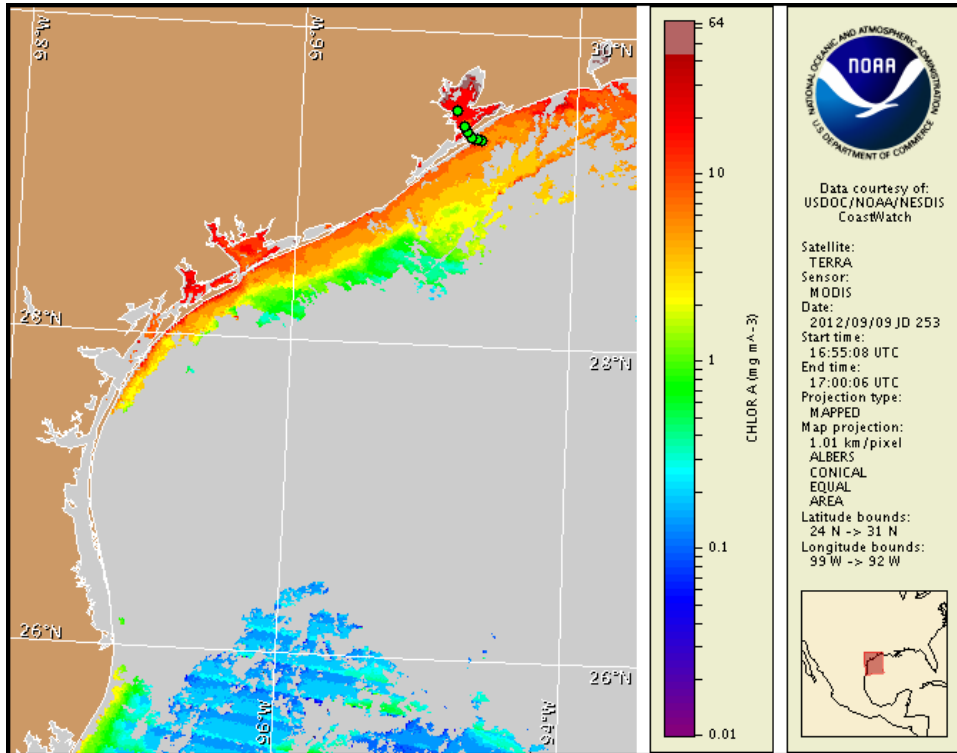 98°W
96°W
30°N
28°N
28°N
26°N
26°N
96°W
94°W
64
10
1
0.1
0.01
CHLOR A (mg m^-3)
NATIONAL OCEANIC AND ATMOSPHERIC ADMINISTRATION
NOAA
U.S. DEPARTMENT OF COMMERCE
Data courtesy of:
USDOC/NOAA/NESDIS
CoastWatch
Satellite:
TERRA
Sensor:
MODIS
Date:
2012/09/09 JD 253
Start time:
16:55:08 UTC
End time:
17:00:06 UTC
Projection type:
MAPPED
Map projection:
1.01 km/pixel
ALBERS
CONICAL
EQUAL
AREA
Latitude bounds:
24 N -> 31 N
Longitude bounds:
99 W -> 92 W